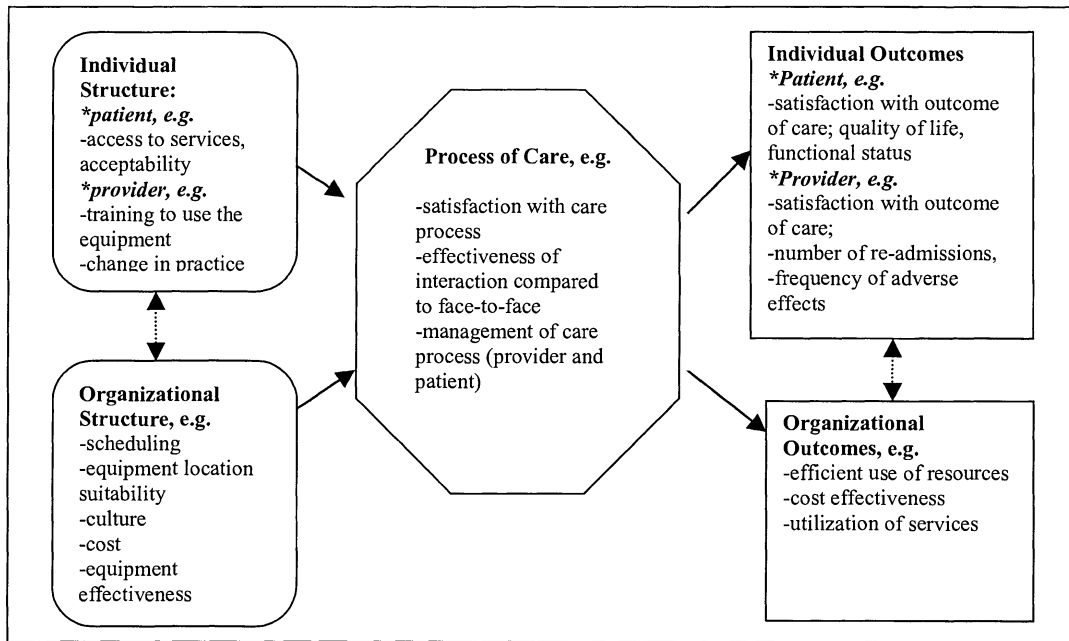 Individual
Structure:
*patient, e.g.
-access to services,
acceptability
*provider, e.g.
-training to use the
equipment
-change in practice
Organizational
Structure, e.g.
-scheduling
-equipment location
suitability
-culture
-cost
-equipment
effectiveness
Process of Care, e.g.
-satisfaction with care
process
-effectiveness of
interaction compared
to face-to-face
-management of care
process (provider and
patient)
Individual Outcomes
*Patient, e.g.
-satisfaction with outcome
of care; quality of life,
functional status
*Provider, e.g.
-satisfaction with outcome
of care;
-number of re-admissions,
-frequency of adverse
effects
Organizational
Outcomes, e.g.
-efficient use of resources
-cost effectiveness
-utilization of services